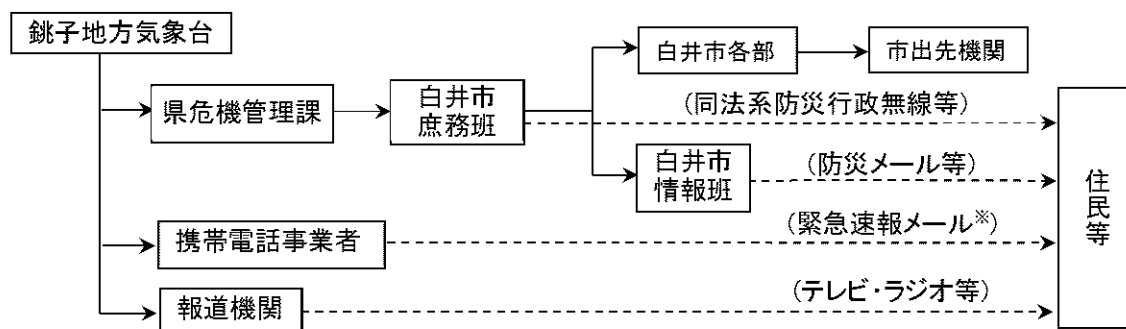 銚子地方気象台
白井市各部
市出先機関
県危機管理課
白井市
庶務班
(同法系防災行政無線等)
白井市
情報班
(防災メール等)
住民等
携帯電話事業者
(緊急速報メール※)
報道機関
(テレビ・ラジオ等)